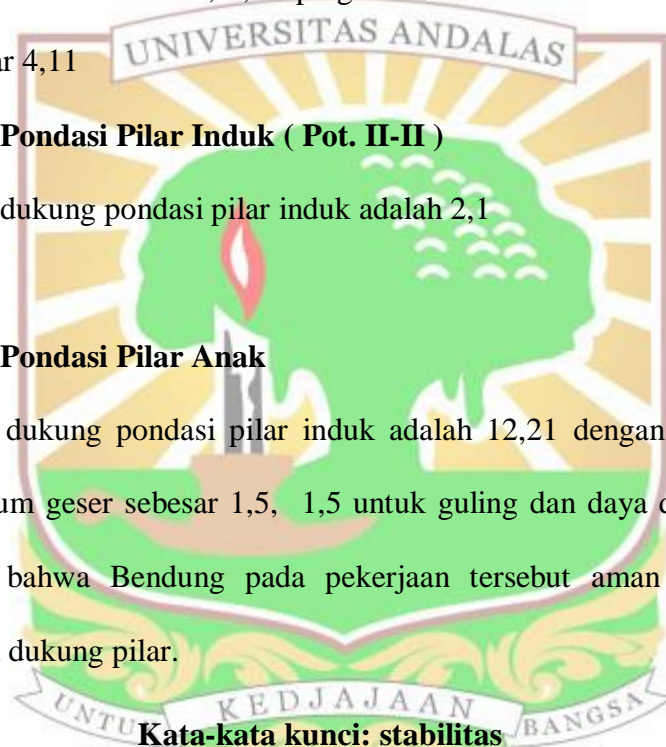 UNIVERSITAS ANDALAS
4,11
Pondasi Pilar Induk ( Pot. II-II )
dukung pondasi pilar induk adalah 2,1
Pondasi Pilar Anak
dukung pondasi pilar induk adalah 12,21 dengan
geser sebesar 1,5, 1,5 untuk guling dan daya
bahwa Bendung pada pekerjaan tersebut aman
dukung pilar.
UNTUK KEDJAJAAN BANGSA
Kata-kata kunci: stabilitas